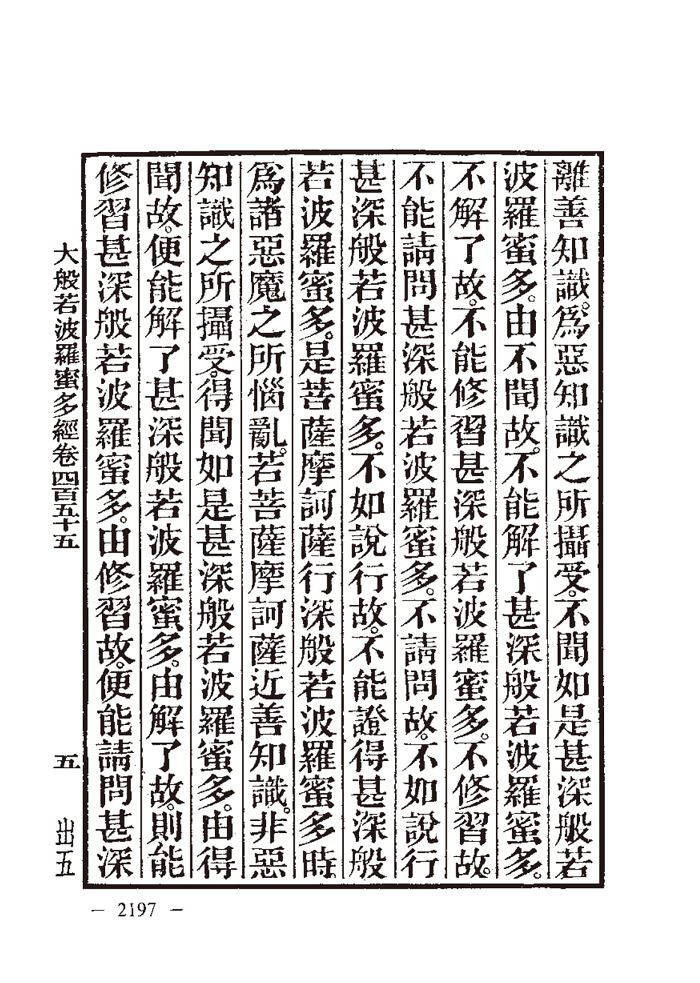 離善知識。爲惡知識之所攝受。不聞如是甚深般若
波羅蜜多。由不聞故。不能解了甚深般若波羅蜜多。
不解了故。不能修習甚深般若波羅蜜多。不修習故。
不能請問甚深般若波羅蜜多。不請問故。不如說行
甚深般若波羅蜜多。不如說行故。不能證得甚深般
若波羅蜜多。是菩薩摩訶薩行深般若波羅蜜多時
爲諸惡魔之所惱亂。若菩薩摩訶薩近善知識。非惡
知識之所攝受。得聞如是甚深般若波羅蜜多。由得
聞故。便能解了甚深般若波羅蜜多。由解了故。則能
修習甚深般若波羅蜜多。由修習故。便能請問甚深
大般若波羅蜜多經卷四百五十五 五 出五
— 2197 —